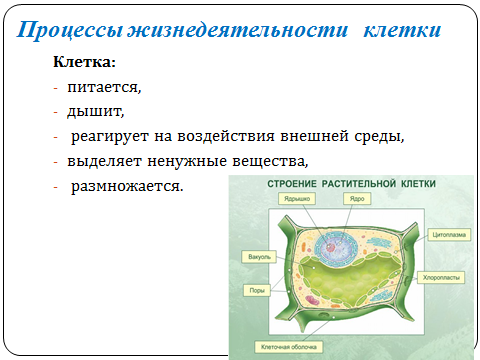 Процессы жизнедеятельности клетки
Клетка:
- питается,
- дышит,
- реагирует на воздействия внешней среды,
- выделяет ненужные вещества,
- размножается.
СТРОЕНИЕ РАСТИТЕЛЬНОЙ КЛЕТКИ
Ядрышко
Ядро
Цитоплазма
Вакуоль
Хлоропласты
Поры
Клеточная оболочка